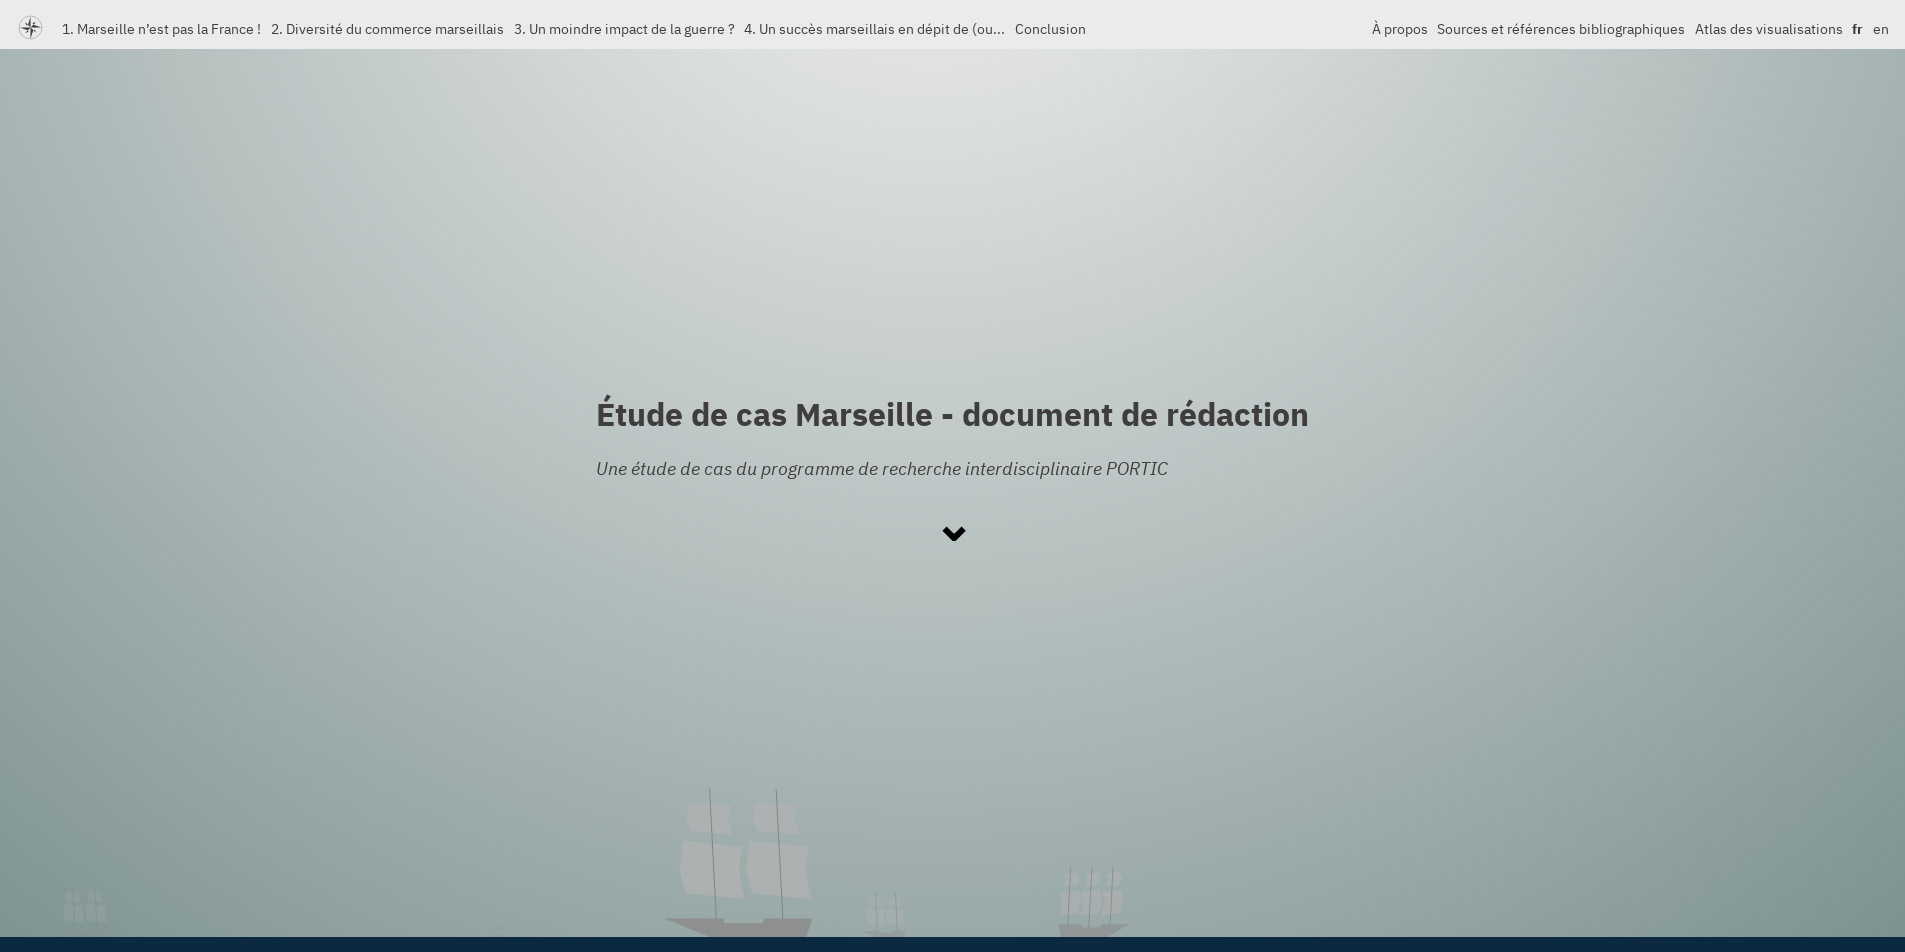 1. Marseille n’est pas la France ! 2. Diversité du commerce marseillais 3. Un moindre impact de la guerre ? 4. Un succès marseillais en dépit de (ou... Conclusion À propos Sources et références bibliographiques Atlas des visualisations fr en
Étude de cas Marseille - document de rédaction
Une étude de cas du programme de recherche interdisciplinaire PORTIC